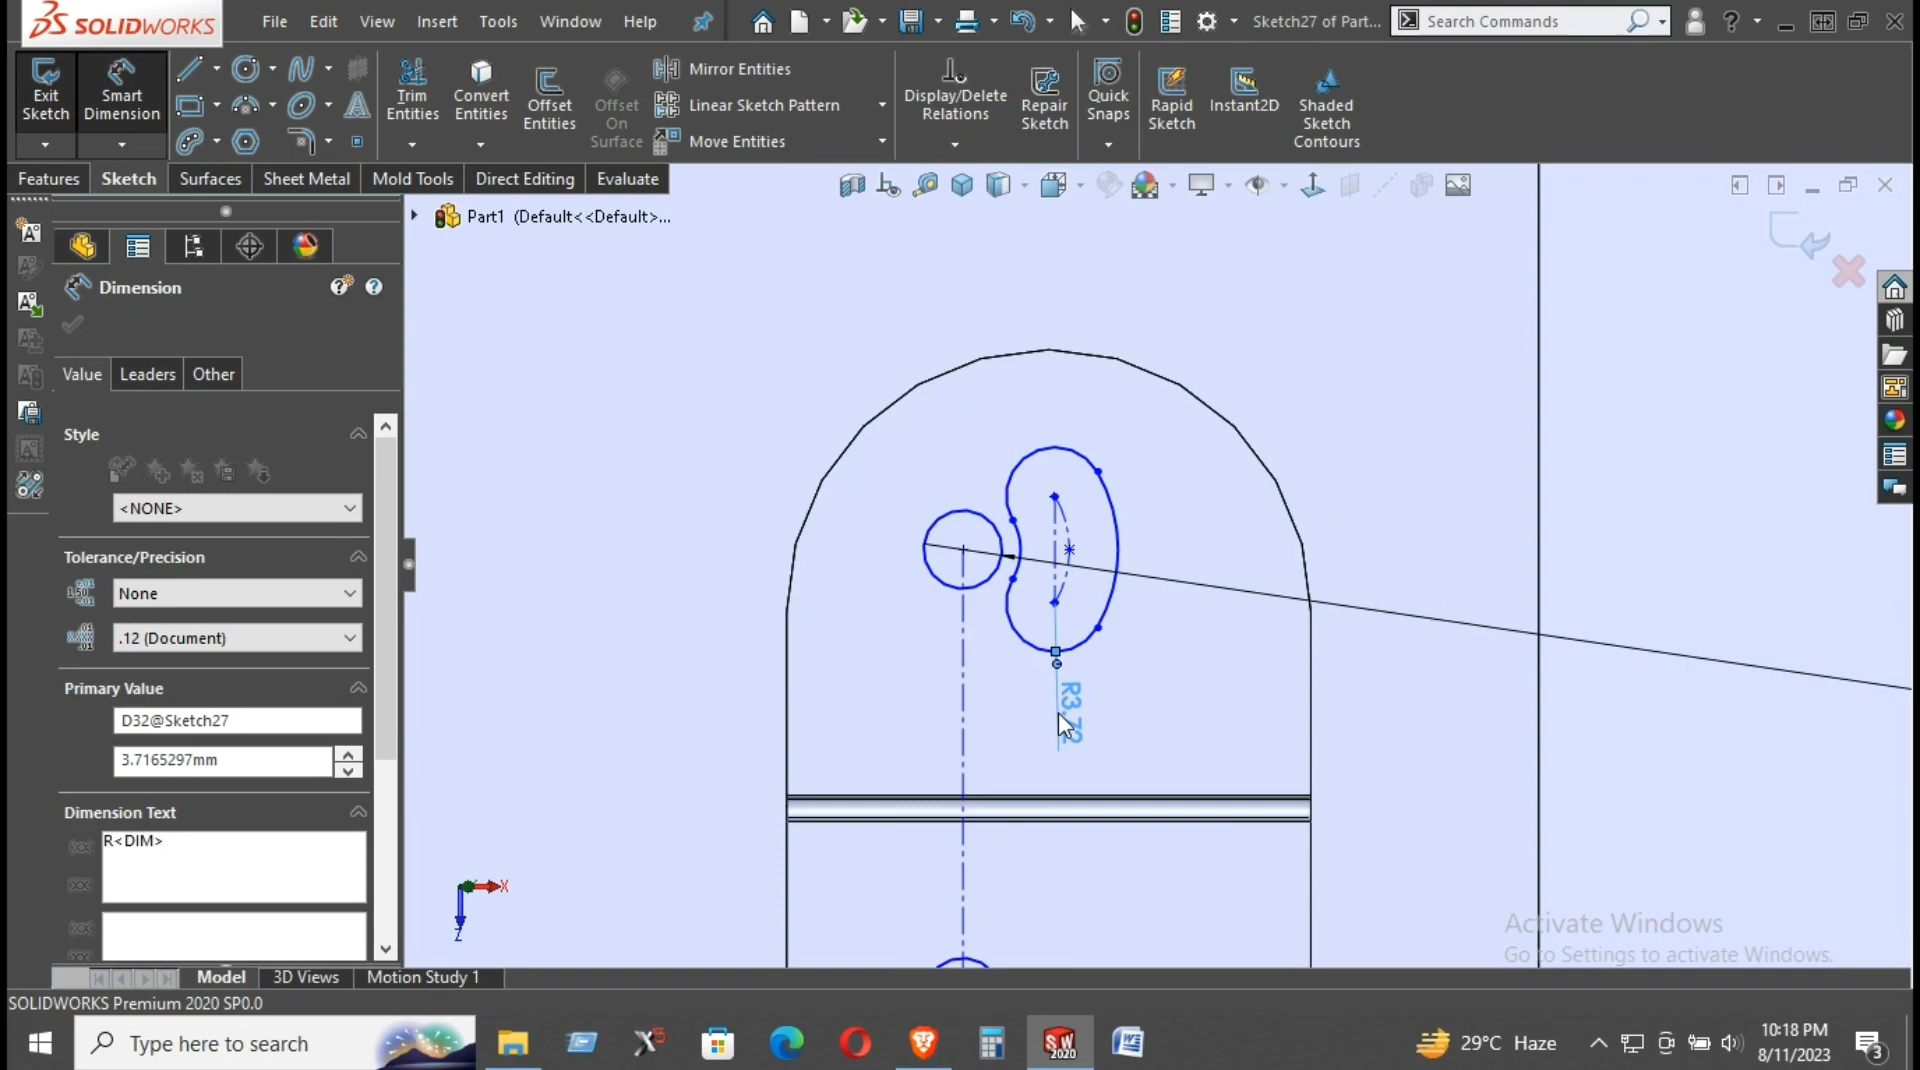 SOLIDWORKS
File Edit View Insert Tools Window Help
Sketch27 of Part...
Search Commands
Exit Sketch
Smart Dimension
Trim Entities
Convert Entities
Offset Entities
Offset On Surface
Mirror Entities
Linear Sketch Pattern
Move Entities
Display/Delete Relations
Repair Sketch
Quick Snaps
Rapid Sketch
Instant2D
Shaded Sketch Contours
Features Sketch Surfaces Sheet Metal Mold Tools Direct Editing Evaluate
Part1 (Default<<Default>...
Dimension
Value Leaders Other
Style
<NONE>
Tolerance/Precision
None
.12 (Document)
Primary Value
D32@Sketch27
3.7165297mm
Dimension Text
R<DIM>
R3.72
X
Z
Activate Windows
Go to Settings to activate Windows.
Model 3D Views Motion Study 1
SOLIDWORKS Premium 2020 SP0.0
Type here to search
SW 2020
29°C Haze
10:18 PM
8/11/2023
3